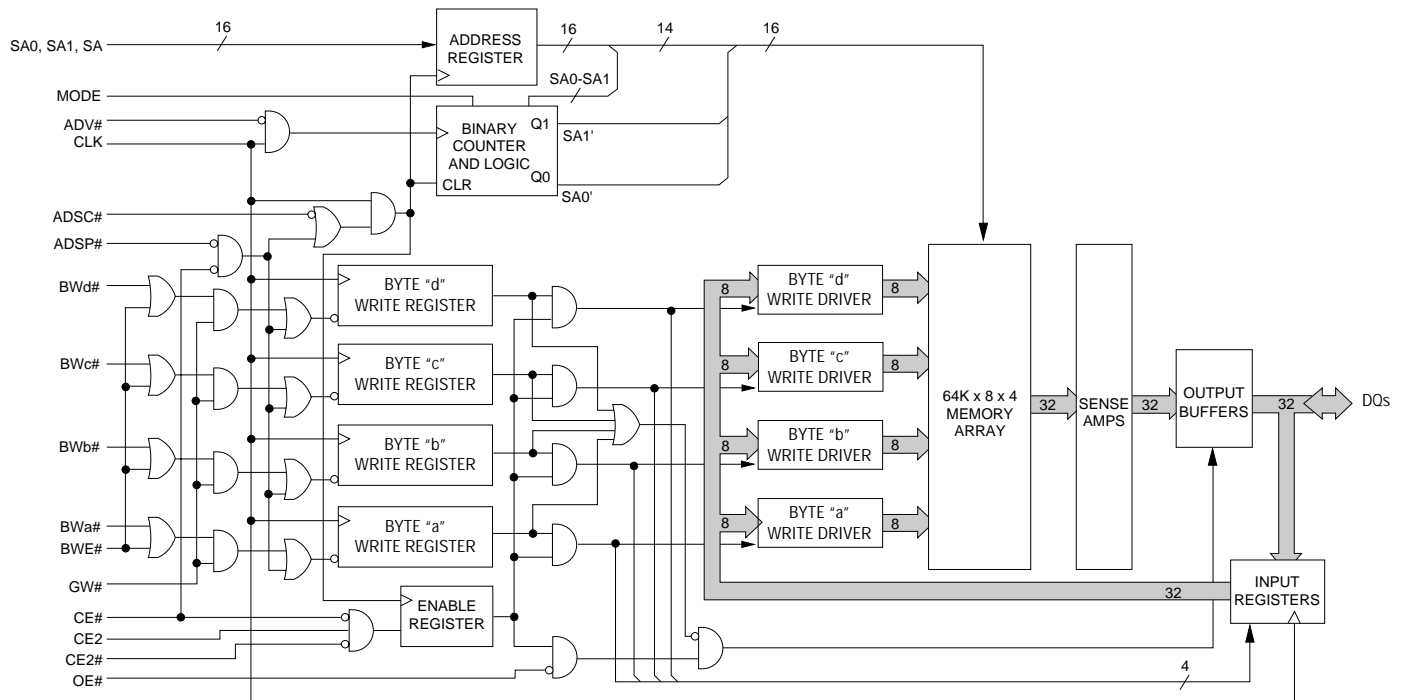 SA0, SA1, SA
16
ADDRESS
REGISTER
16
14
16
SA0-SA1
MODE
ADV#
CLK
BINARY
COUNTER
AND LOGIC
Q1
Q0
CLR
SA1'
SA0'
ADSC#
ADSP#
BWd#
BYTE “d”
WRITE REGISTER
8
BYTE “d”
WRITE DRIVER
8
BWc#
BYTE “c”
WRITE REGISTER
8
BYTE “c”
WRITE DRIVER
8
64K x 8 x 4
MEMORY
ARRAY
32
SENSE
AMPS
32
OUTPUT
BUFFERS
32
DQs
BWb#
BYTE “b”
WRITE REGISTER
8
BYTE “b”
WRITE DRIVER
8
BWa#
BWE#
BYTE “a”
WRITE REGISTER
8
BYTE “a”
WRITE DRIVER
8
GW#
CE#
CE2
CE2#
OE#
ENABLE
REGISTER
32
INPUT
REGISTERS
4